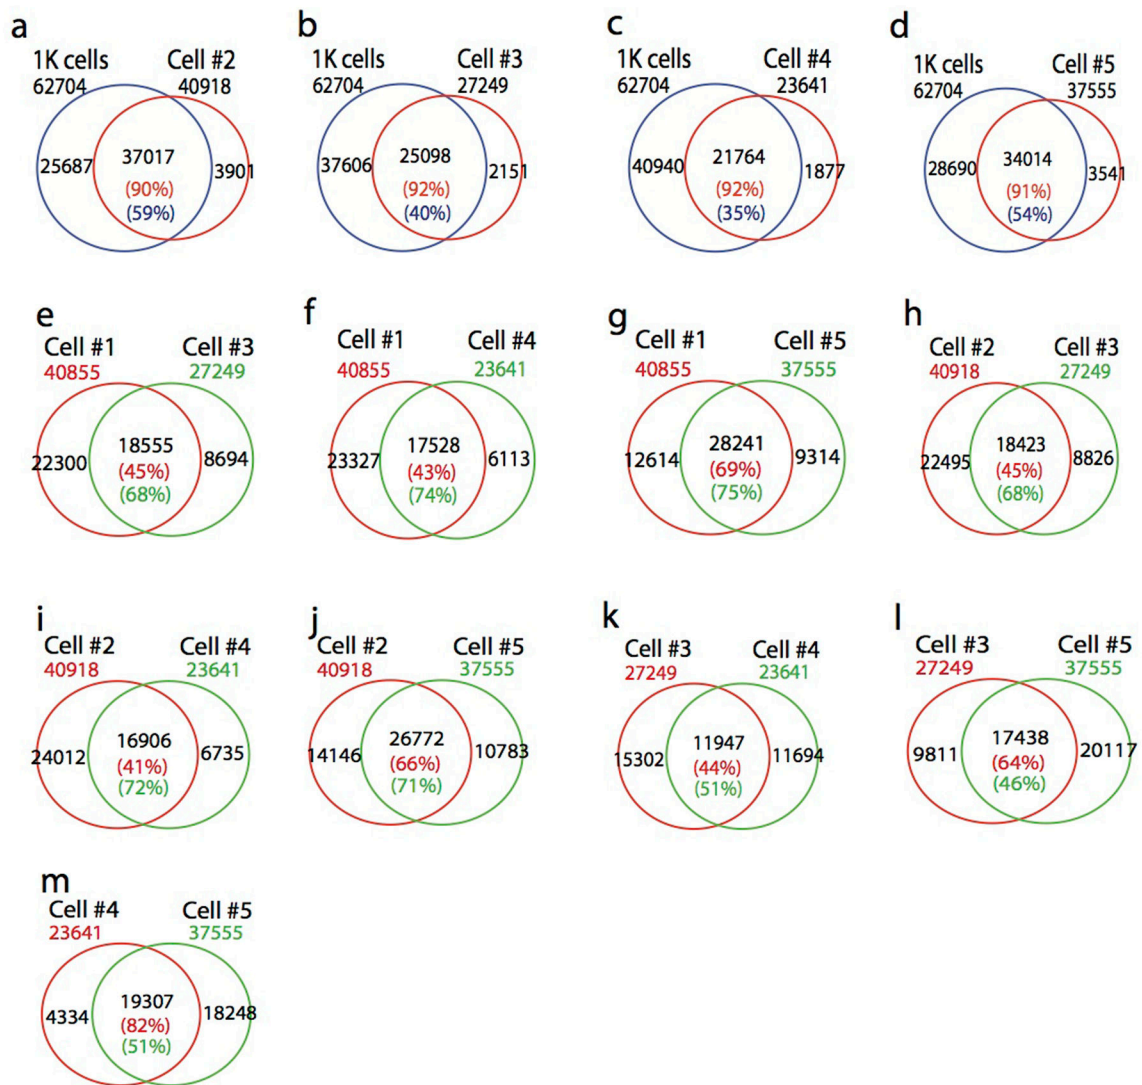 a
1K cells Cell #2
62704 40918
25687 37017 3901
(90%)
(59%)
b
1K cells Cell #3
62704 27249
37606 25098 2151
(92%)
(40%)
c
1K cells Cell #4
62704 23641
40940 21764 1877
(92%)
(35%)
d
1K cells Cell #5
62704 37555
28690 34014 3541
(91%)
(54%)
e
Cell #1 Cell #3
40855 27249
22300 18555 8694
(45%)
(68%)
f
Cell #1 Cell #4
40855 23641
23327 17528 6113
(43%)
(74%)
g
Cell #1 Cell #5
40855 37555
12614 28241 9314
(69%)
(75%)
h
Cell #2 Cell #3
40918 27249
22495 18423 8826
(45%)
(68%)
i
Cell #2 Cell #4
40918 23641
24012 16906 6735
(41%)
(72%)
j
Cell #2 Cell #5
40918 37555
14146 26772 10783
(66%)
(71%)
k
Cell #3 Cell #4
27249 23641
15302 11947 11694
(44%)
(51%)
l
Cell #3 Cell #5
27249 37555
9811 17438 20117
(64%)
(46%)
m
Cell #4 Cell #5
23641 37555
4334 19307 18248
(82%)
(51%)